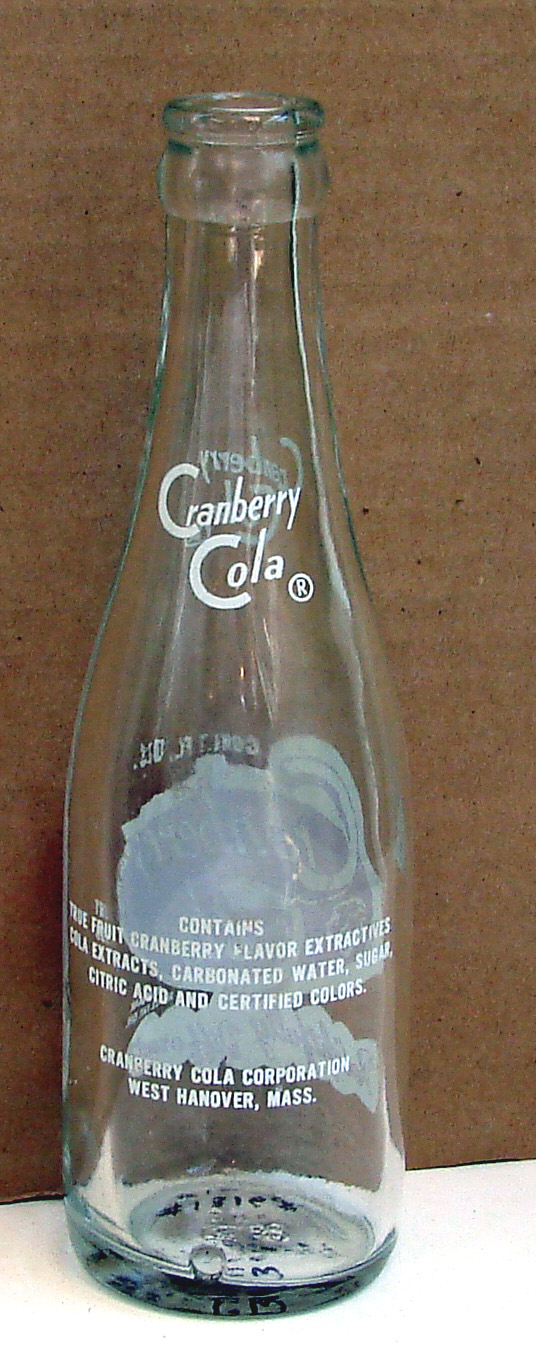 Cranberry
Cola ®
CONTAINS
TRUE FRUIT CRANBERRY FLAVOR EXTRACTIVES
COLA EXTRACTS, CARBONATED WATER, SUGAR,
CITRIC ACID AND CERTIFIED COLORS.
CRANBERRY COLA CORPORATION
WEST HANOVER, MASS.